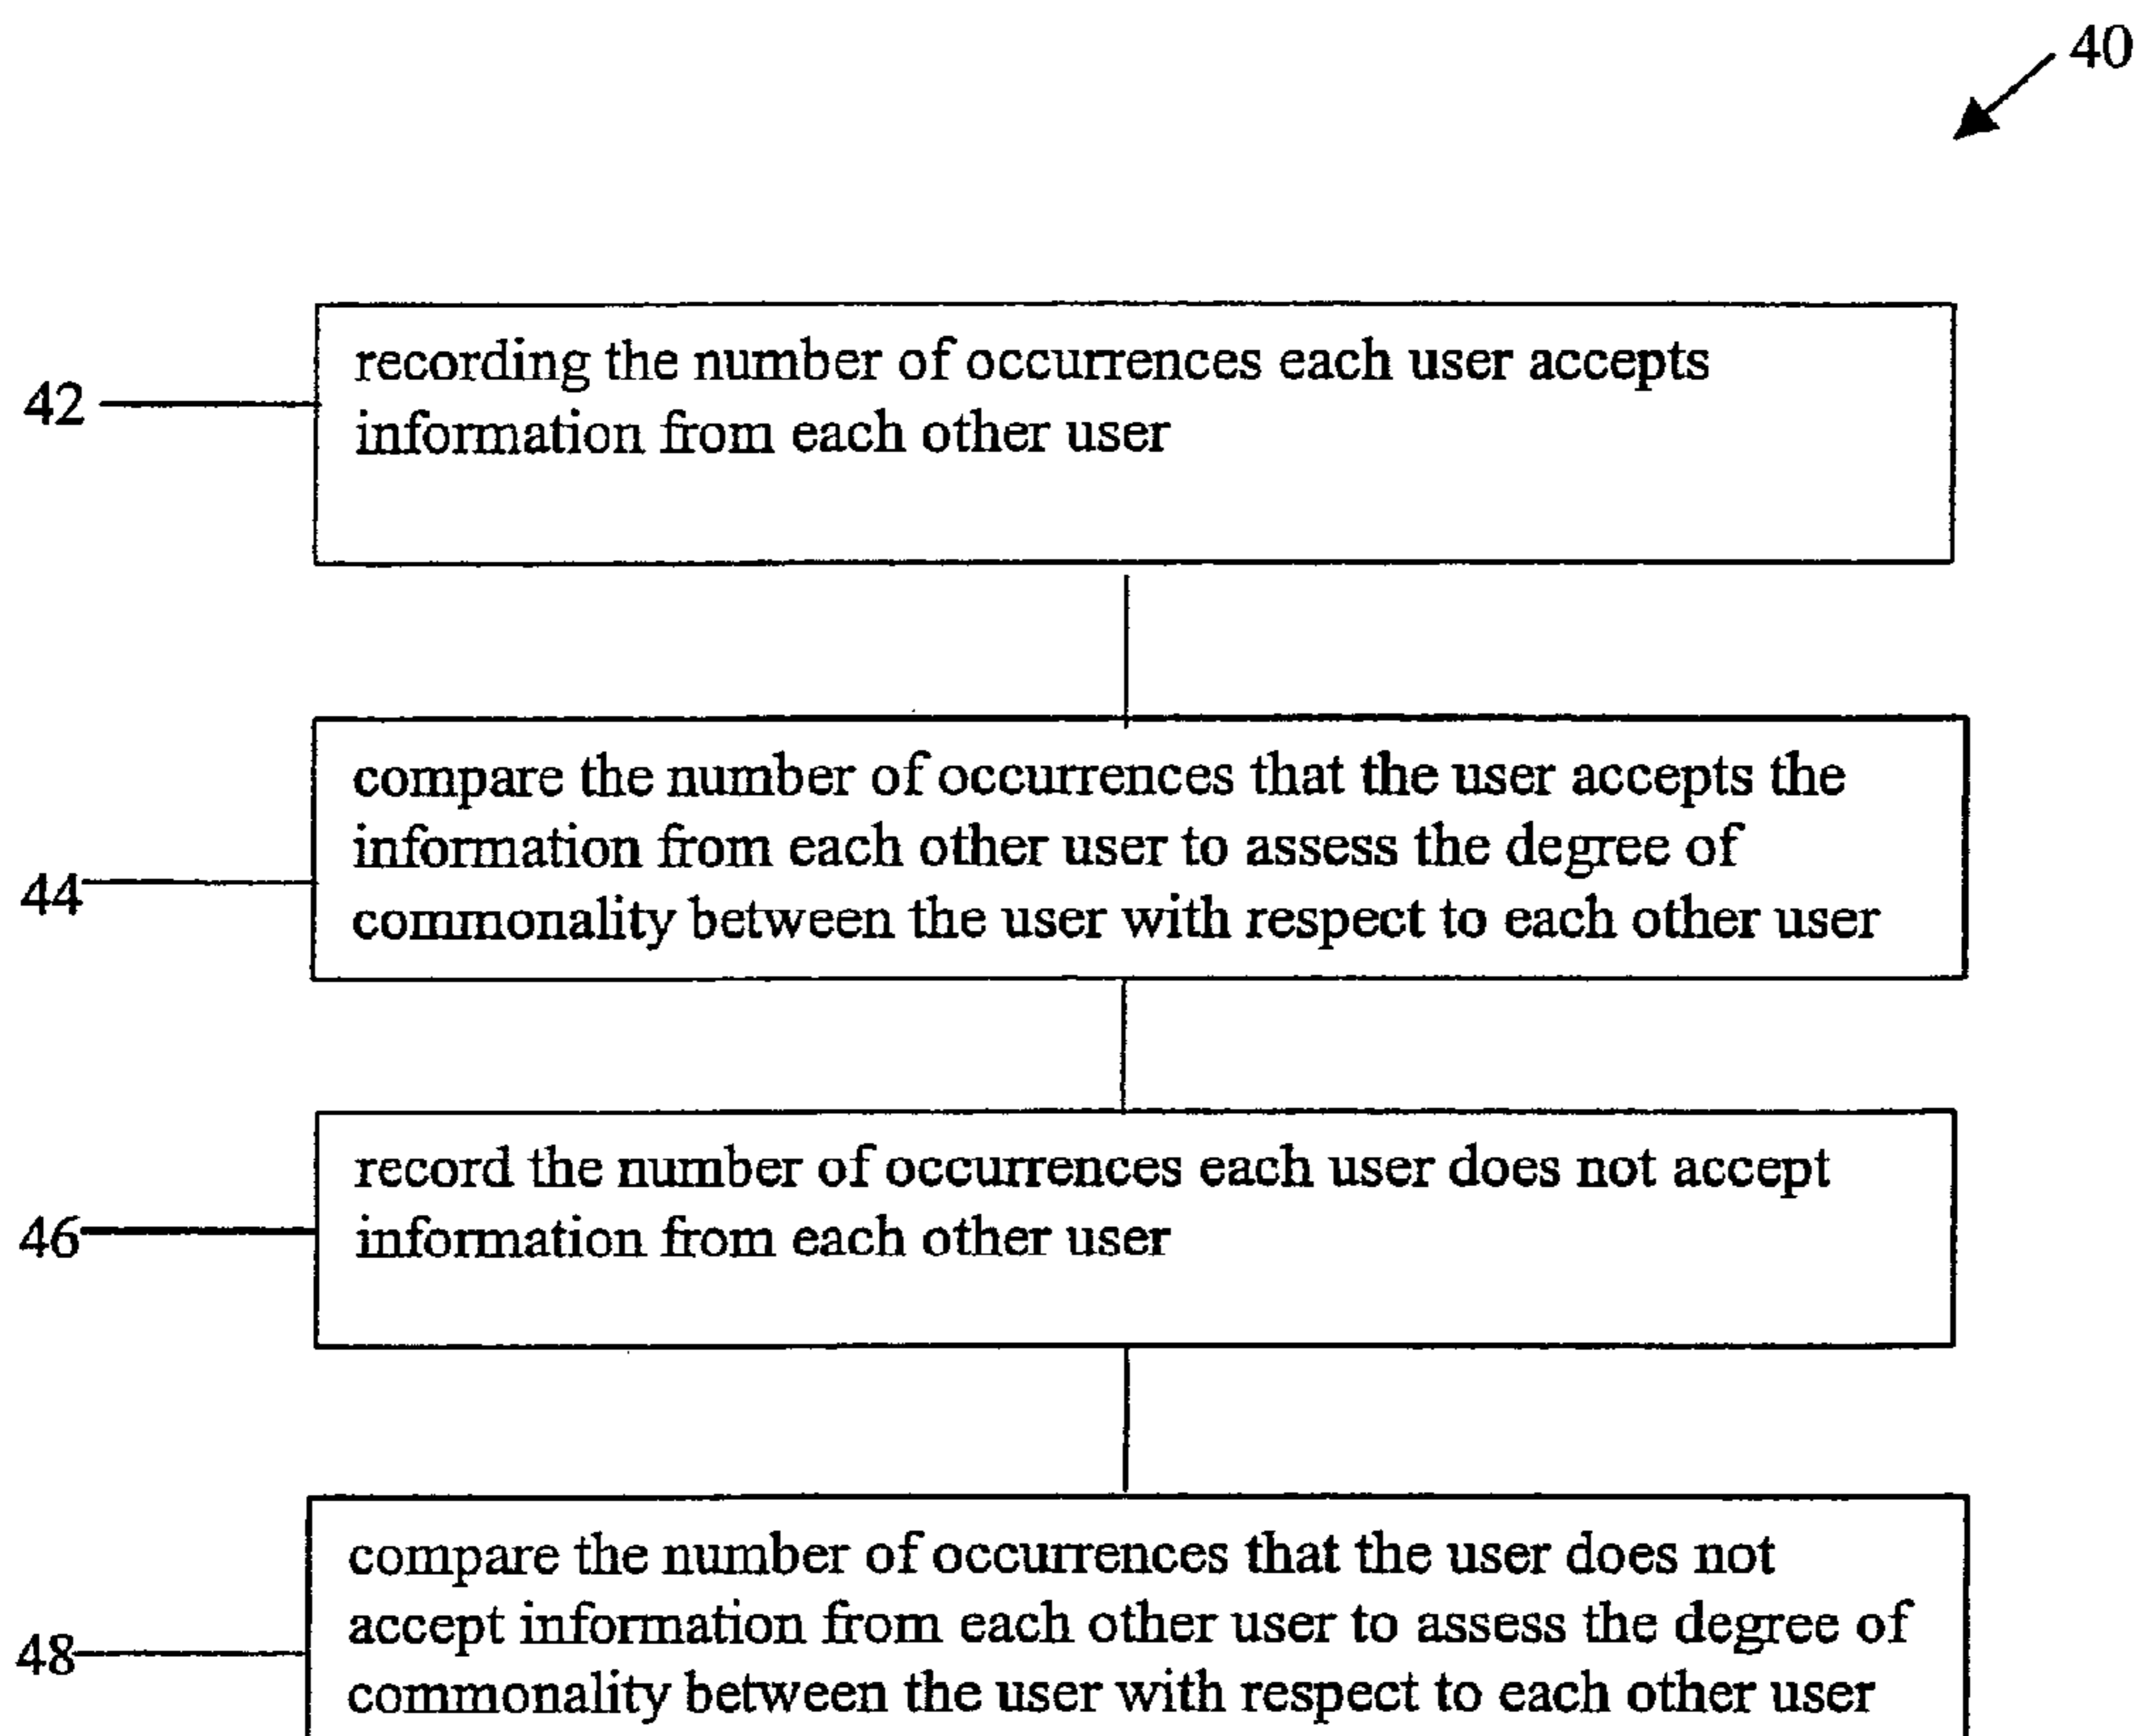 40
42
recording the number of occurrences each user accepts
information from each other user
44
compare the number of occurrences that the user accepts the
information from each other user to assess the degree of
commonality between the user with respect to each other user
46
record the number of occurrences each user does not accept
information from each other user
48
compare the number of occurrences that the user does not
accept information from each other user to assess the degree of
commonality between the user with respect to each other user